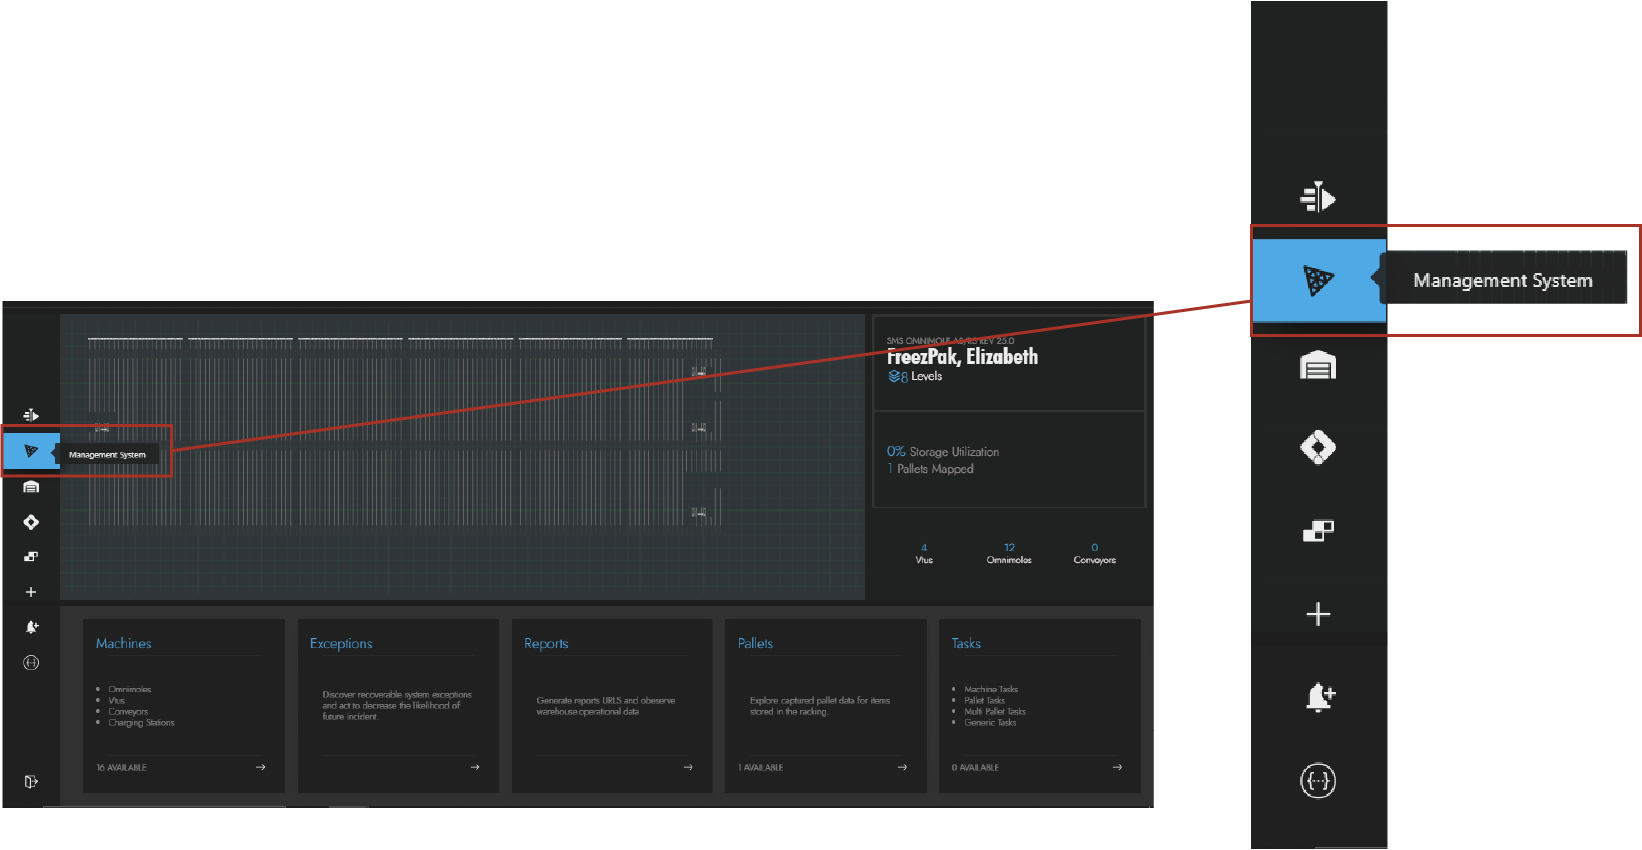 SMS OMNIMOLE AS/RS REV 25.0
FreezPak, Elizabeth
8 Levels
0% Storage Utilization
1 Pallets Mapped
4
Vtus
12
Omnimoles
0
Conveyors
Management System
Machines
Omnimoles
Vtus
Conveyors
Charging Stations
16 AVAILABLE
Exceptions
Discover recoverable system exceptions
and act to decrease the likelihood of
future incident.
Reports
Generate reports URLS and obeserve
warehouse operational data
Pallets
Explore captured pallet data for items
stored in the racking.
1 AVAILABLE
Tasks
Machine Tasks
Pallet Tasks
Multi Pallet Tasks
Generic Tasks
0 AVAILABLE
Management System